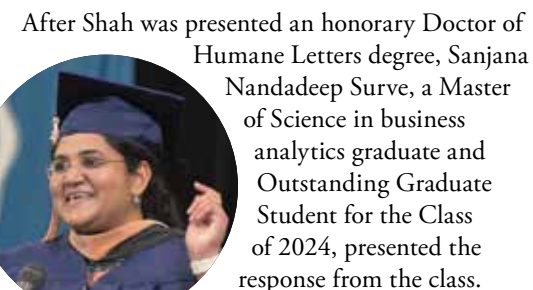 After Shah was presented an honorary Doctor of
Humane Letters degree, Sanjana
Nandadeep Surve, a Master
of Science in business
analytics graduate and
Outstanding Graduate
Student for the Class
of 2024, presented the
response from the class.